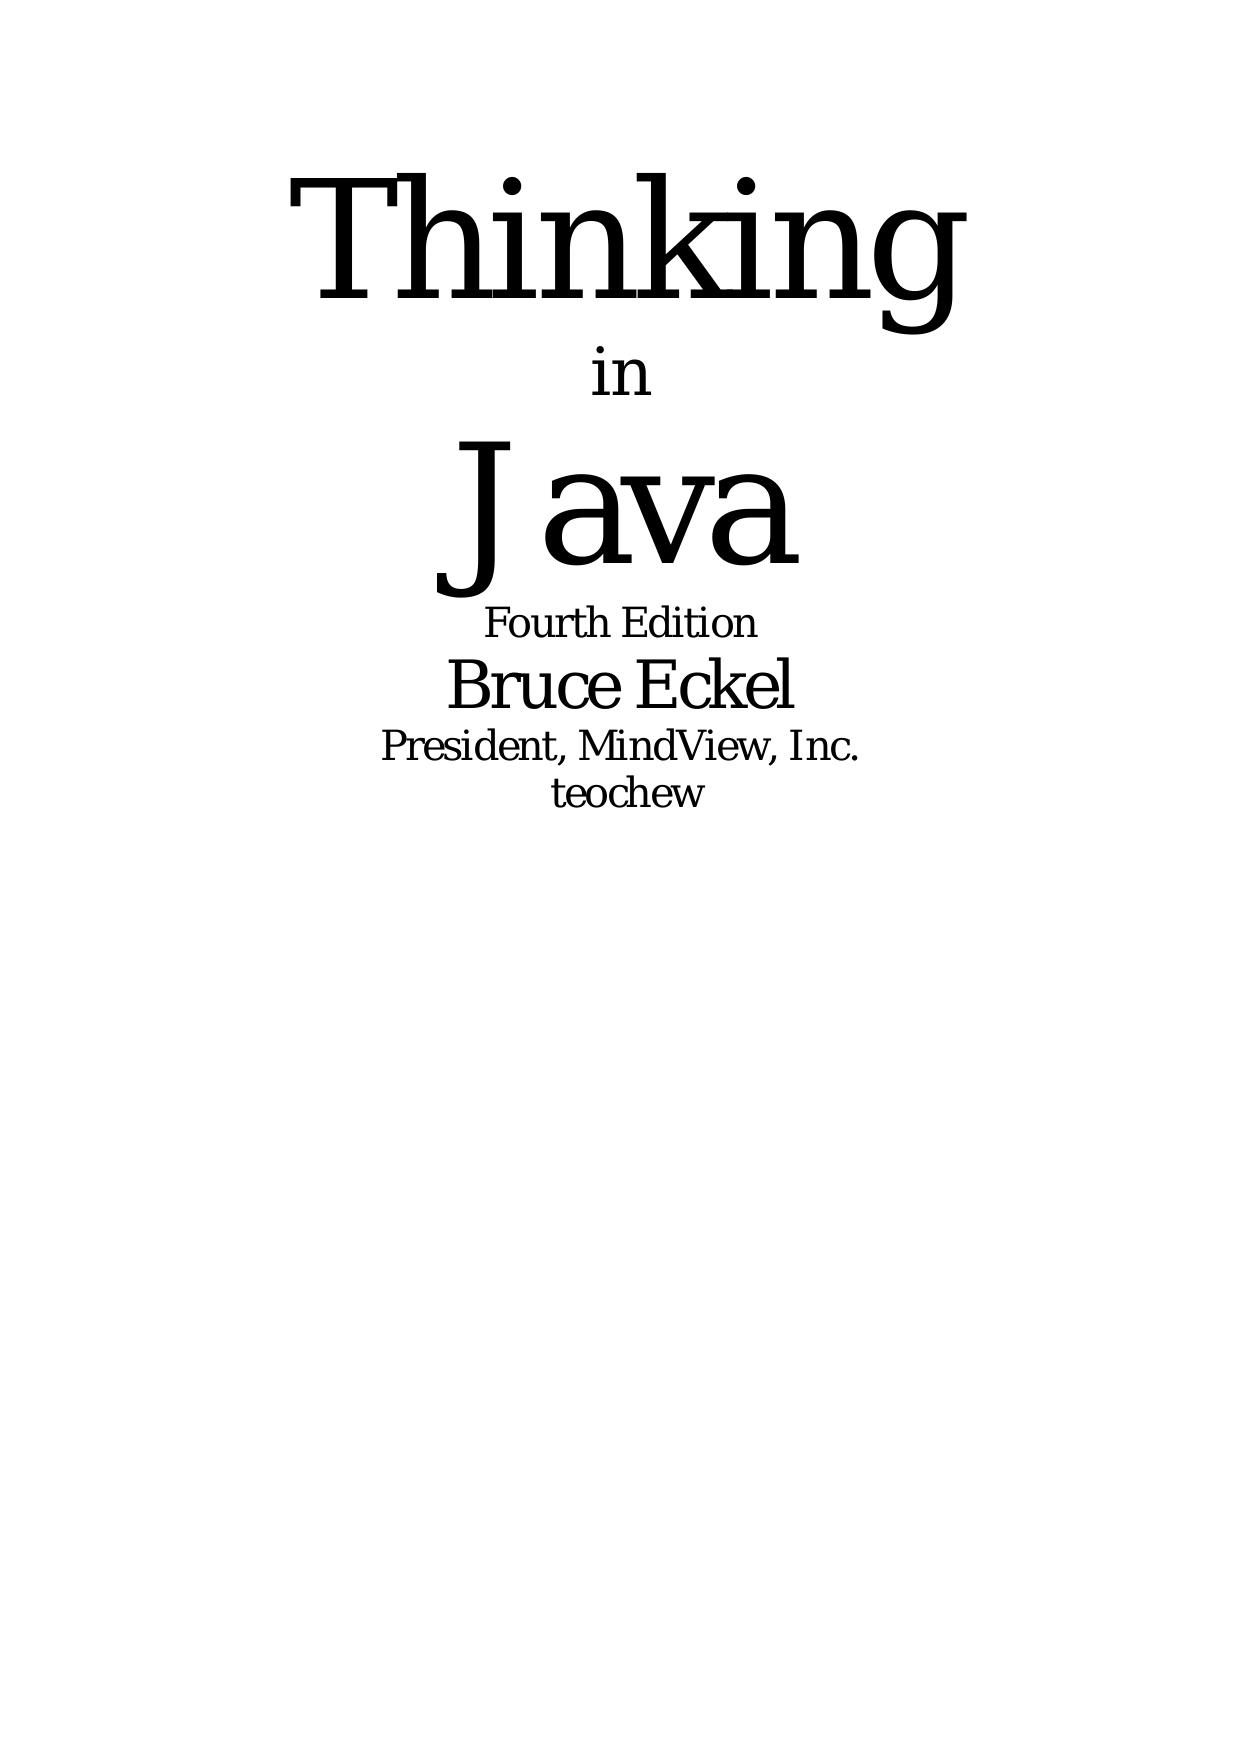 Thinking
in
Java
Fourth Edition
Bruce Eckel
President, MindView, Inc.
teochew